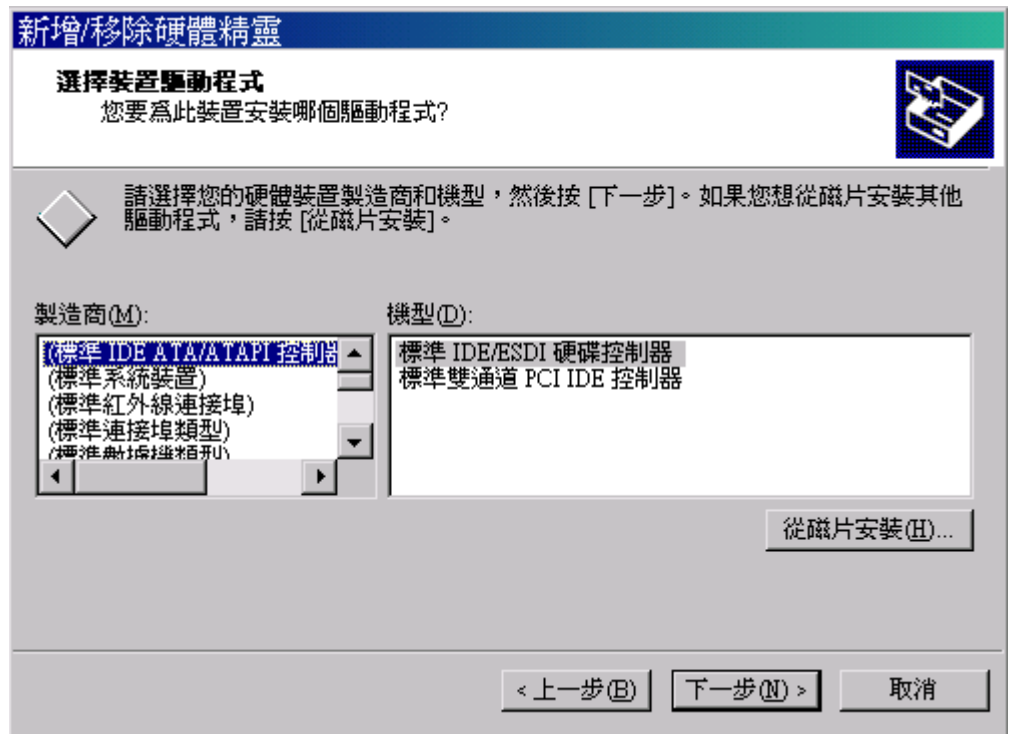 新增/移除硬體精靈
選擇裝置驅動程式
您要為此裝置安裝哪個驅動程式?
請選擇您的硬體裝置製造商和機型，然後按 [下一步]。如果您想從磁片安裝其他
驅動程式，請按 [從磁片安裝]。
製造商(M):
機型(D):
(標準 IDE ATA/ATAPI 控制器
(標準系統裝置)
(標準紅外線連接埠)
(標準連接埠類型)
(標準數據機類型)
標準 IDE/ESDI 硬碟控制器
標準雙通道 PCI IDE 控制器
從磁片安裝(H)...
< 上一步(B)
下一步(N) >
取消